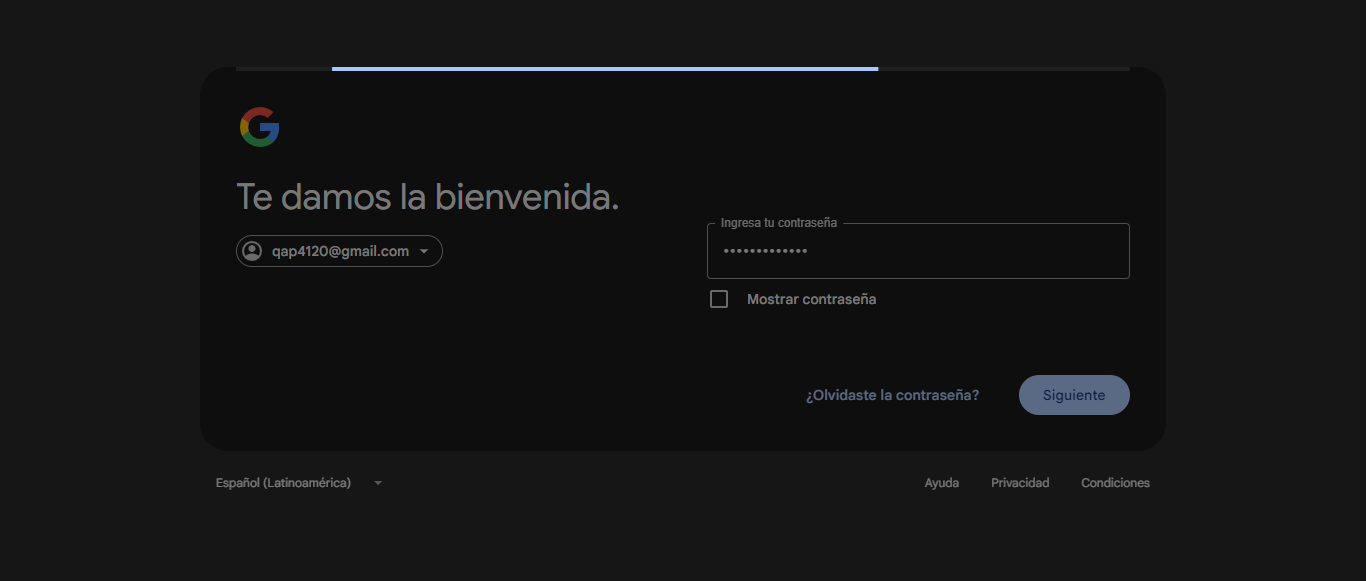 Te damos la bienvenida.
qap4120@gmail.com
Ingresa tu contraseña
•••••••••••••
Mostrar contraseña
¿Olvidaste la contraseña?
Siguiente
Español (Latinoamérica)
Ayuda
Privacidad
Condiciones